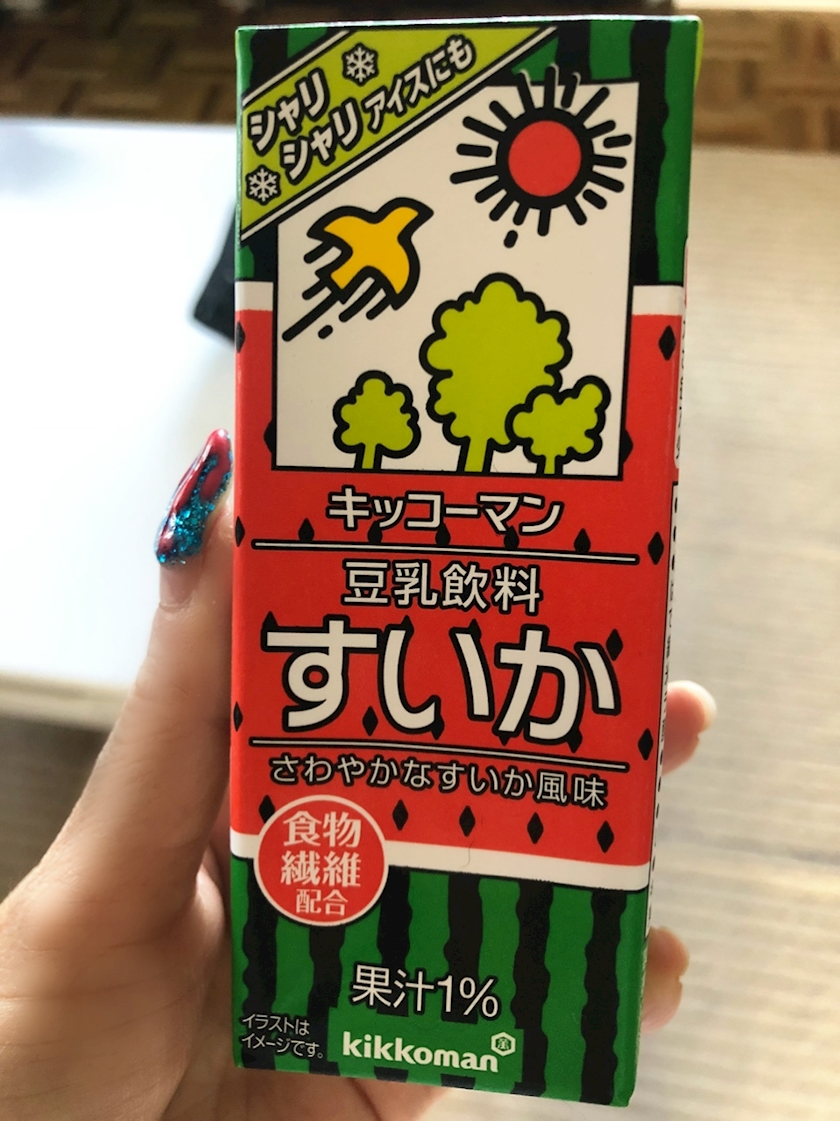 シャリ
シャリ アイスにも
キッコーマン
豆乳飲料
すいか
さわやかなすいか風味
食物
繊維
配合
果汁1%
イラストは
イメージです。
kikkoman